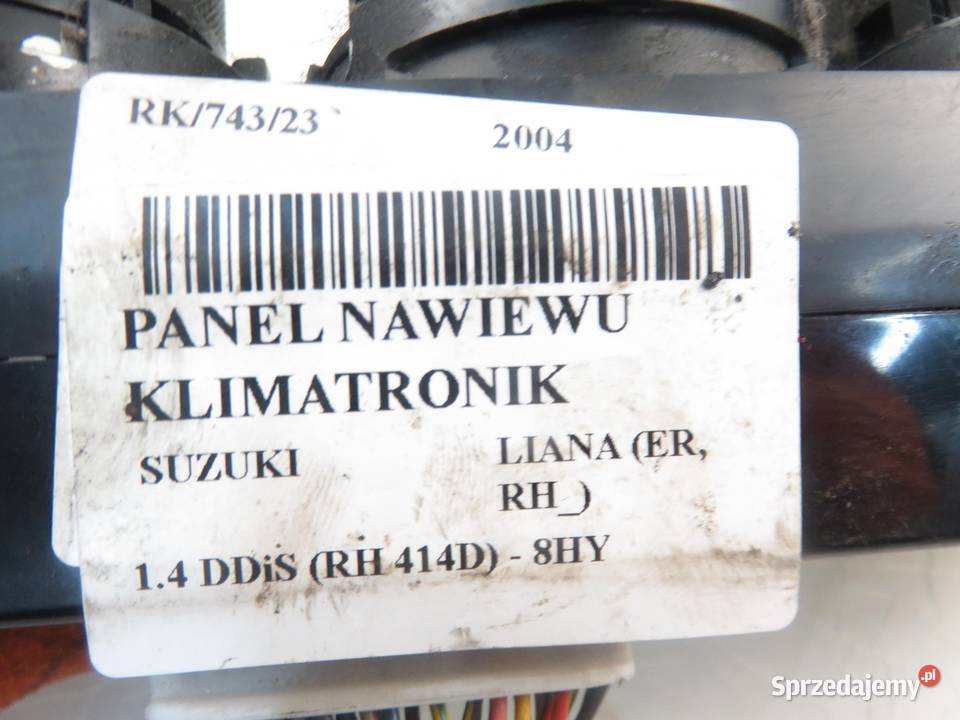 RK/743/23
2004
PANEL NAWIEWU
KLIMATRONIK
SUZUKI
LIANA (ER,
RH_)
1.4 DDiS (RH 414D) - 8HY
Sprzedajemy.pl